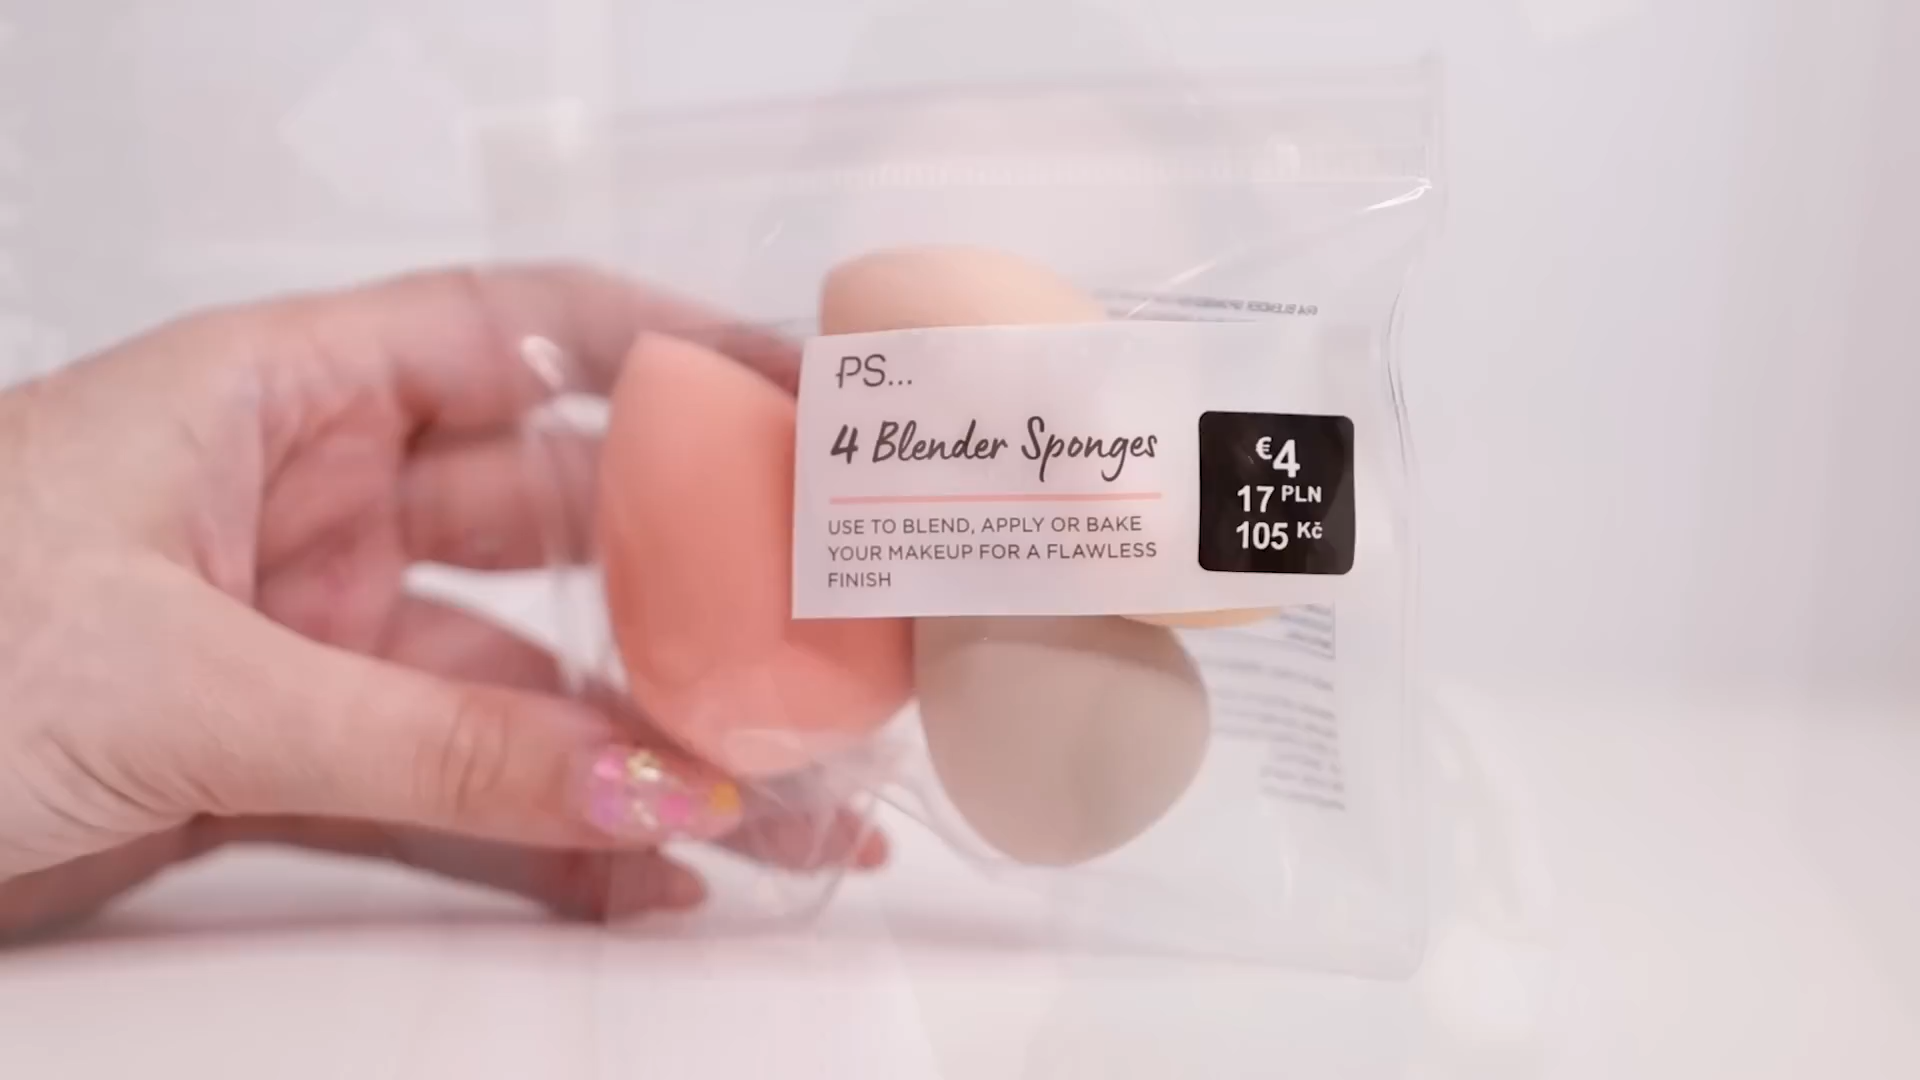 PS...
4 Blender Sponges
USE TO BLEND, APPLY OR BAKE
YOUR MAKEUP FOR A FLAWLESS
FINISH
€4
17 PLN
105 Kč